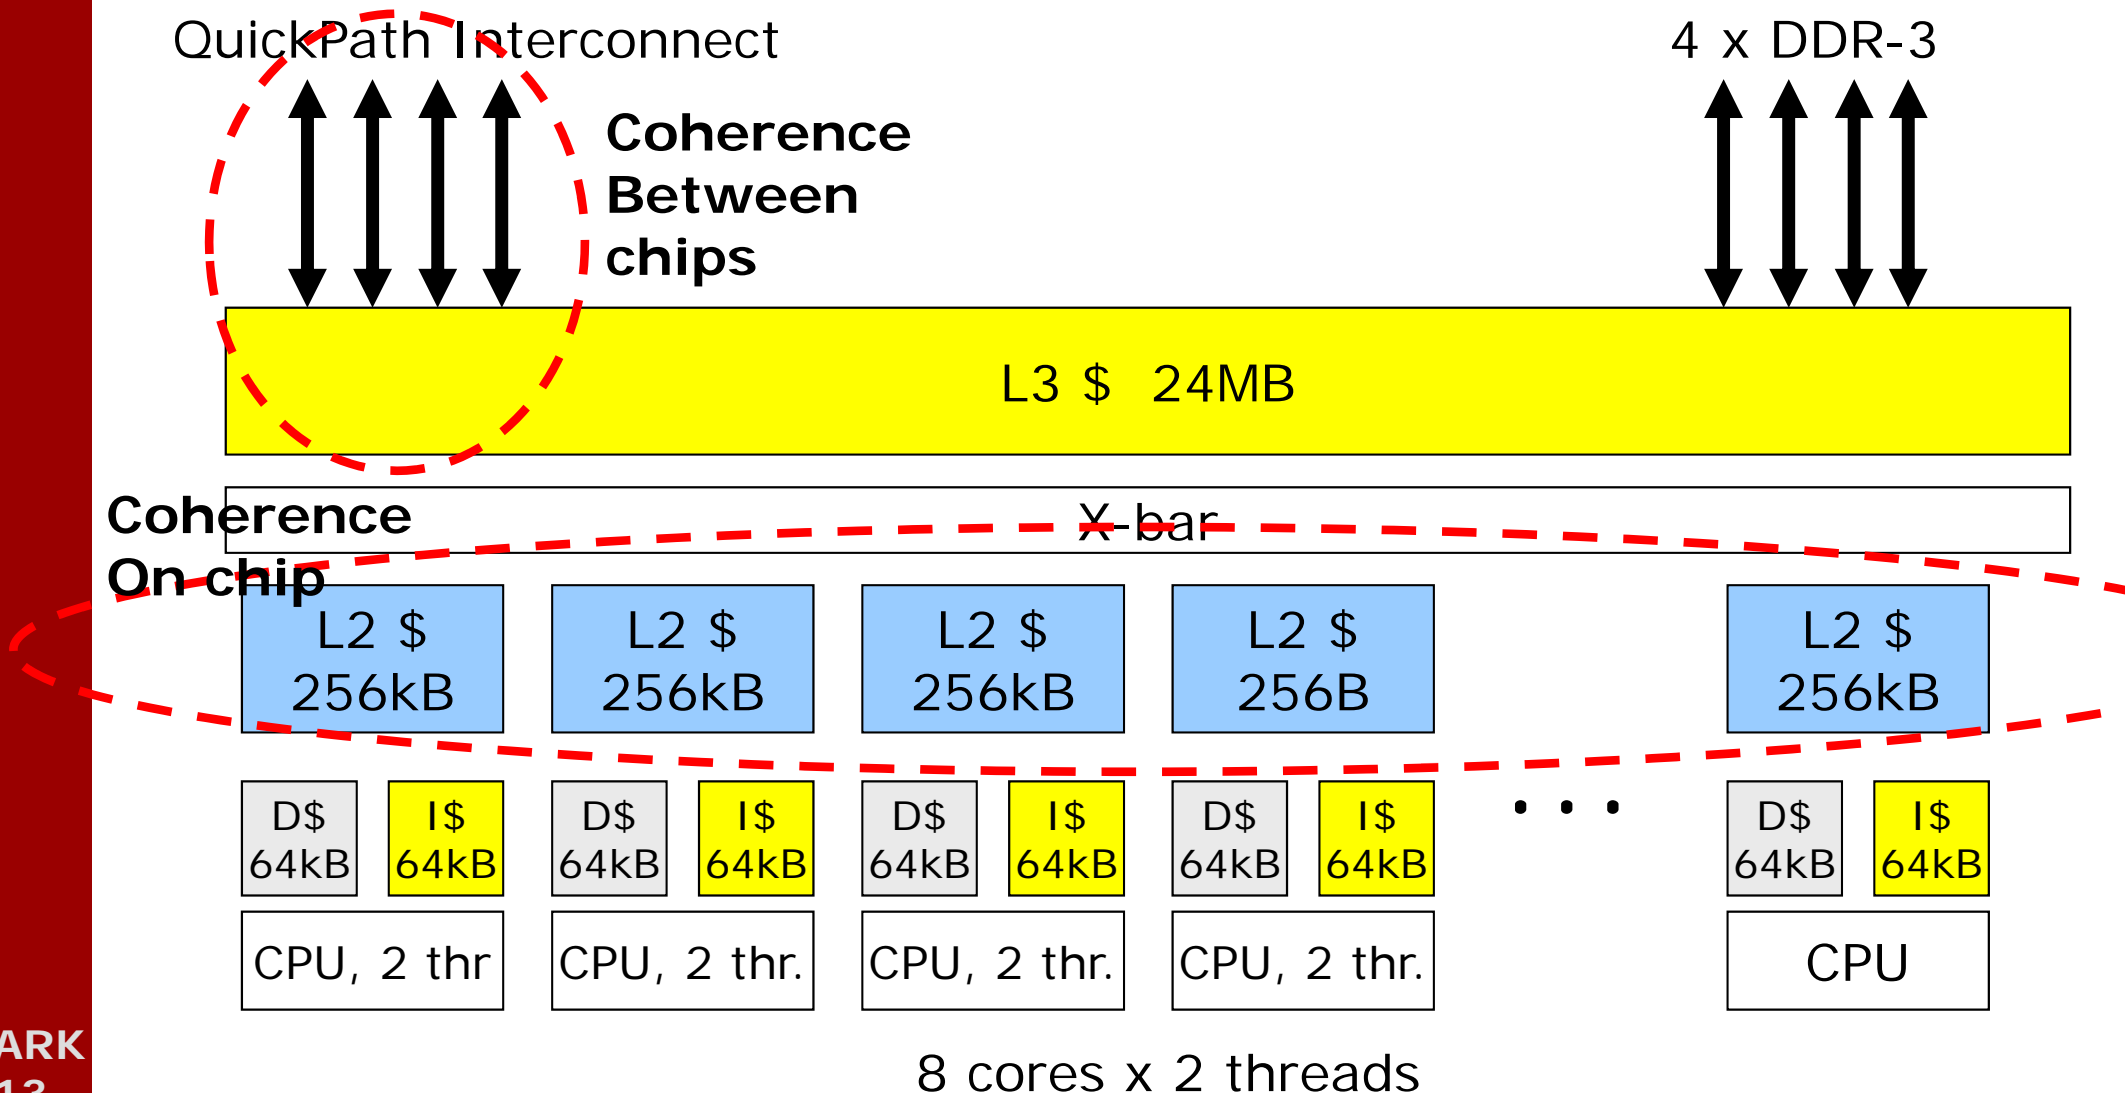 QuickPath Interconnect
4 x DDR-3
Coherence
Between
chips
L3 $ 24MB
X-bar
Coherence
On chip
L2 $
256kB
L2 $
256kB
L2 $
256kB
L2 $
256B
L2 $
256kB
D$
64kB
I$
64kB
D$
64kB
I$
64kB
D$
64kB
I$
64kB
D$
64kB
I$
64kB
...
D$
64kB
I$
64kB
CPU, 2 thr
CPU, 2 thr.
CPU, 2 thr.
CPU, 2 thr.
CPU
8 cores x 2 threads
ARK